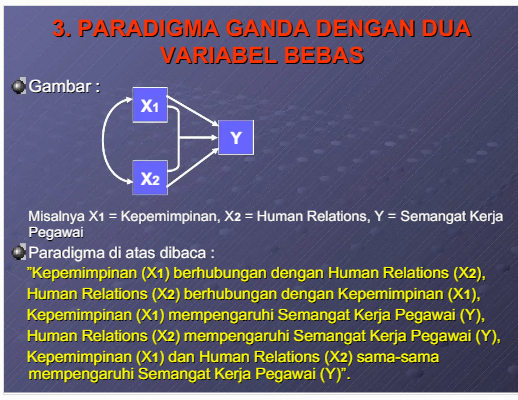 3. PARADIGMA GANDA DENGAN DUA
VARIABEL BEBAS
Gambar :
X1
Y
X2
Misalnya X1 = Kepemimpinan, X2 = Human Relations, Y = Semangat Kerja
Pegawai
Paradigma di atas dibaca :
”Kepemimpinan (X1) berhubungan dengan Human Relations (X2),
Human Relations (X2) berhubungan dengan Kepemimpinan (X1),
Kepemimpinan (X1) mempengaruhi Semangat Kerja Pegawai (Y),
Human Relations (X2) mempengaruhi Semangat Kerja Pegawai (Y),
Kepemimpinan (X1) dan Human Relations (X2) sama-sama
mempengaruhi Semangat Kerja Pegawai (Y)”.